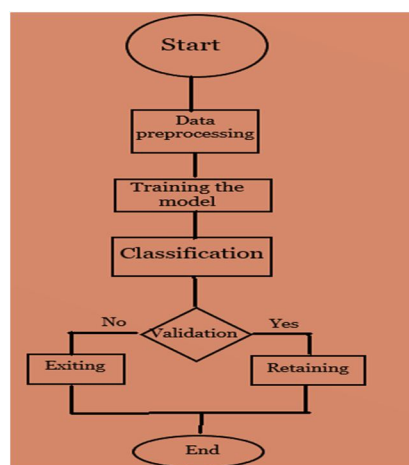 Start
Data
preprocessing
Training the
model
Classification
No
Validation
Yes
Exiting
Retaining
End